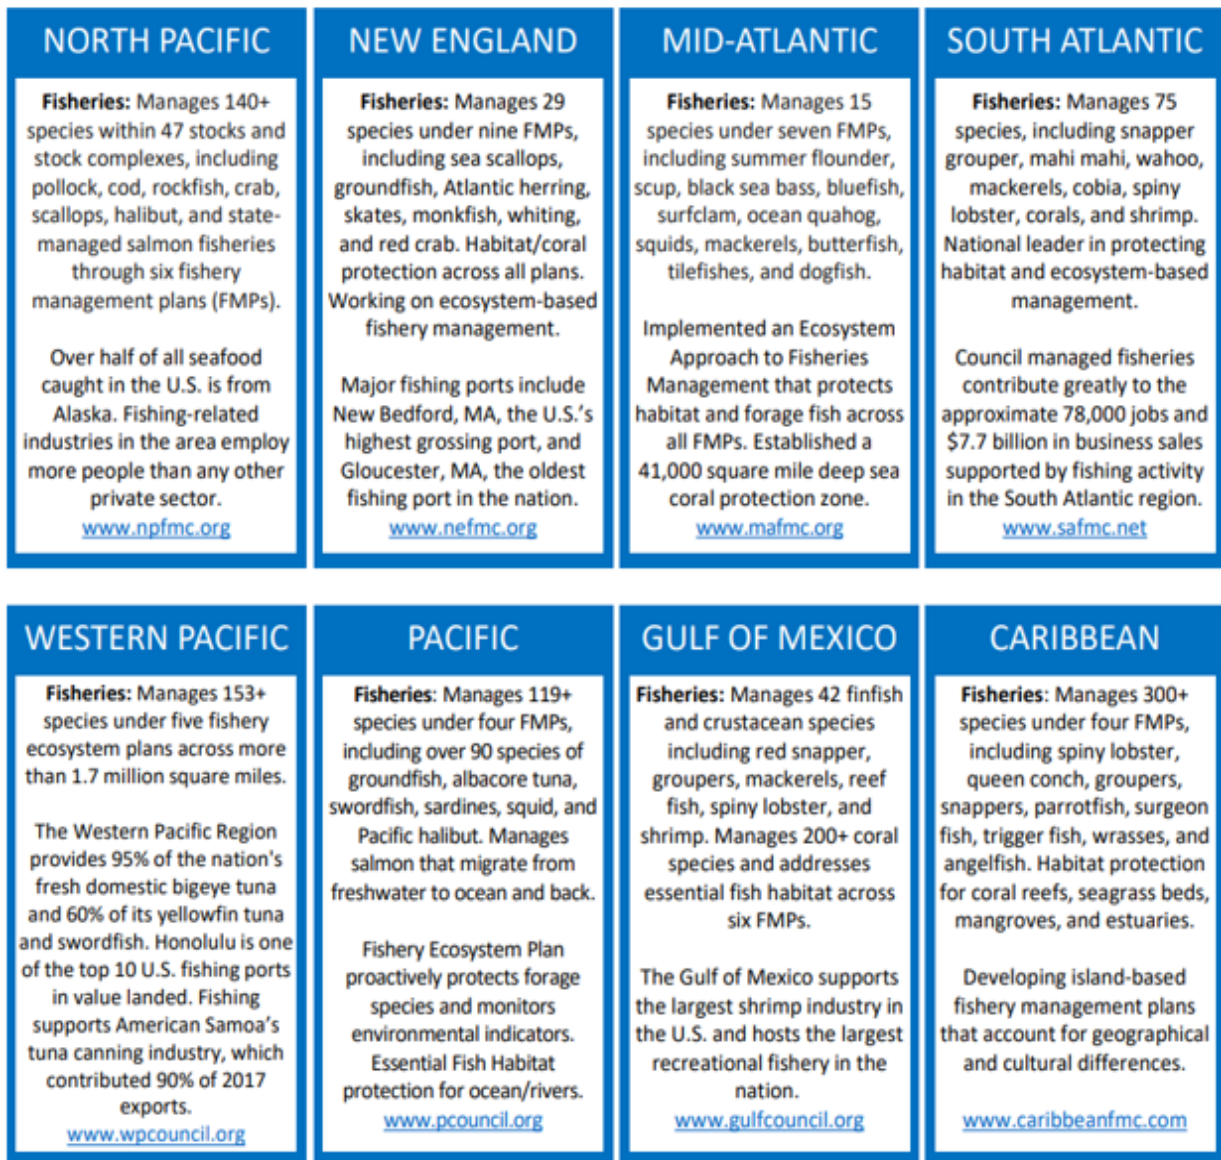 NORTH PACIFIC
Fisheries: Manages 140+
species within 47 stocks and
stock complexes, including
pollock, cod, rockfish, crab,
scallops, halibut, and state-
managed salmon fisheries
through six fishery
management plans (FMPs).
Over half of all seafood
caught in the U.S. is from
Alaska. Fishing-related
industries in the area employ
more people than any other
private sector.
www.npfmc.org
NEW ENGLAND
Fisheries: Manages 29
species under nine FMPs,
including sea scallops,
groundfish, Atlantic herring,
skates, monkfish, whiting,
and red crab. Habitat/coral
protection across all plans.
Working on ecosystem-based
fishery management.
Major fishing ports include
New Bedford, MA, the U.S.'s
highest grossing port, and
Gloucester, MA, the oldest
fishing port in the nation.
www.nefmc.org
MID-ATLANTIC
Fisheries: Manages 15
species under seven FMPs,
including summer flounder,
scup, black sea bass, bluefish,
surfclam, ocean quahog,
squids, mackerels, butterfish,
tilefishes, and dogfish.
Implemented an Ecosystem
Approach to Fisheries
Management that protects
habitat and forage fish across
all FMPs. Established a
41,000 square mile deep sea
coral protection zone.
www.mafmc.org
SOUTH ATLANTIC
Fisheries: Manages 75
species, including snapper
grouper, mahi mahi, wahoo,
mackerels, cobia, spiny
lobster, corals, and shrimp.
National leader in protecting
habitat and ecosystem-based
management.
Council managed fisheries
contribute greatly to the
approximate 78,000 jobs and
$7.7 billion in business sales
supported by fishing activity
in the South Atlantic region.
www.safmc.net
WESTERN PACIFIC
Fisheries: Manages 153+
species under five fishery
ecosystem plans across more
than 1.7 million square miles.
The Western Pacific Region
provides 95% of the nation's
fresh domestic bigeye tuna
and 60% of its yellowfin tuna
and swordfish. Honolulu is one
of the top 10 U.S. fishing ports
in value landed. Fishing
supports American Samoa's
tuna canning industry, which
contributed 90% of 2017
exports.
www.wpcouncil.org
PACIFIC
Fisheries: Manages 119+
species under four FMPs,
including over 90 species of
groundfish, albacore tuna,
swordfish, sardines, squid, and
Pacific halibut. Manages
salmon that migrate from
freshwater to ocean and back.
Fishery Ecosystem Plan
proactively protects forage
species and monitors
environmental indicators.
Essential Fish Habitat
protection for ocean/rivers.
www.pcouncil.org
GULF OF MEXICO
Fisheries: Manages 42 finfish
and crustacean species
including red snapper,
groupers, mackerels, reef
fish, spiny lobster, and
shrimp. Manages 200+ coral
species and addresses
essential fish habitat across
six FMPs.
The Gulf of Mexico supports
the largest shrimp industry in
the U.S. and hosts the largest
recreational fishery in the
nation.
www.gulfcouncil.org
CARIBBEAN
Fisheries: Manages 300+
species under four FMPs,
including spiny lobster,
queen conch, groupers,
snappers, parrotfish, surgeon
fish, trigger fish, wrasses, and
angelfish. Habitat protection
for coral reefs, seagrass beds,
mangroves, and estuaries.
Developing island-based
fishery management plans
that account for geographical
and cultural differences.
www.caribbeanfmc.com